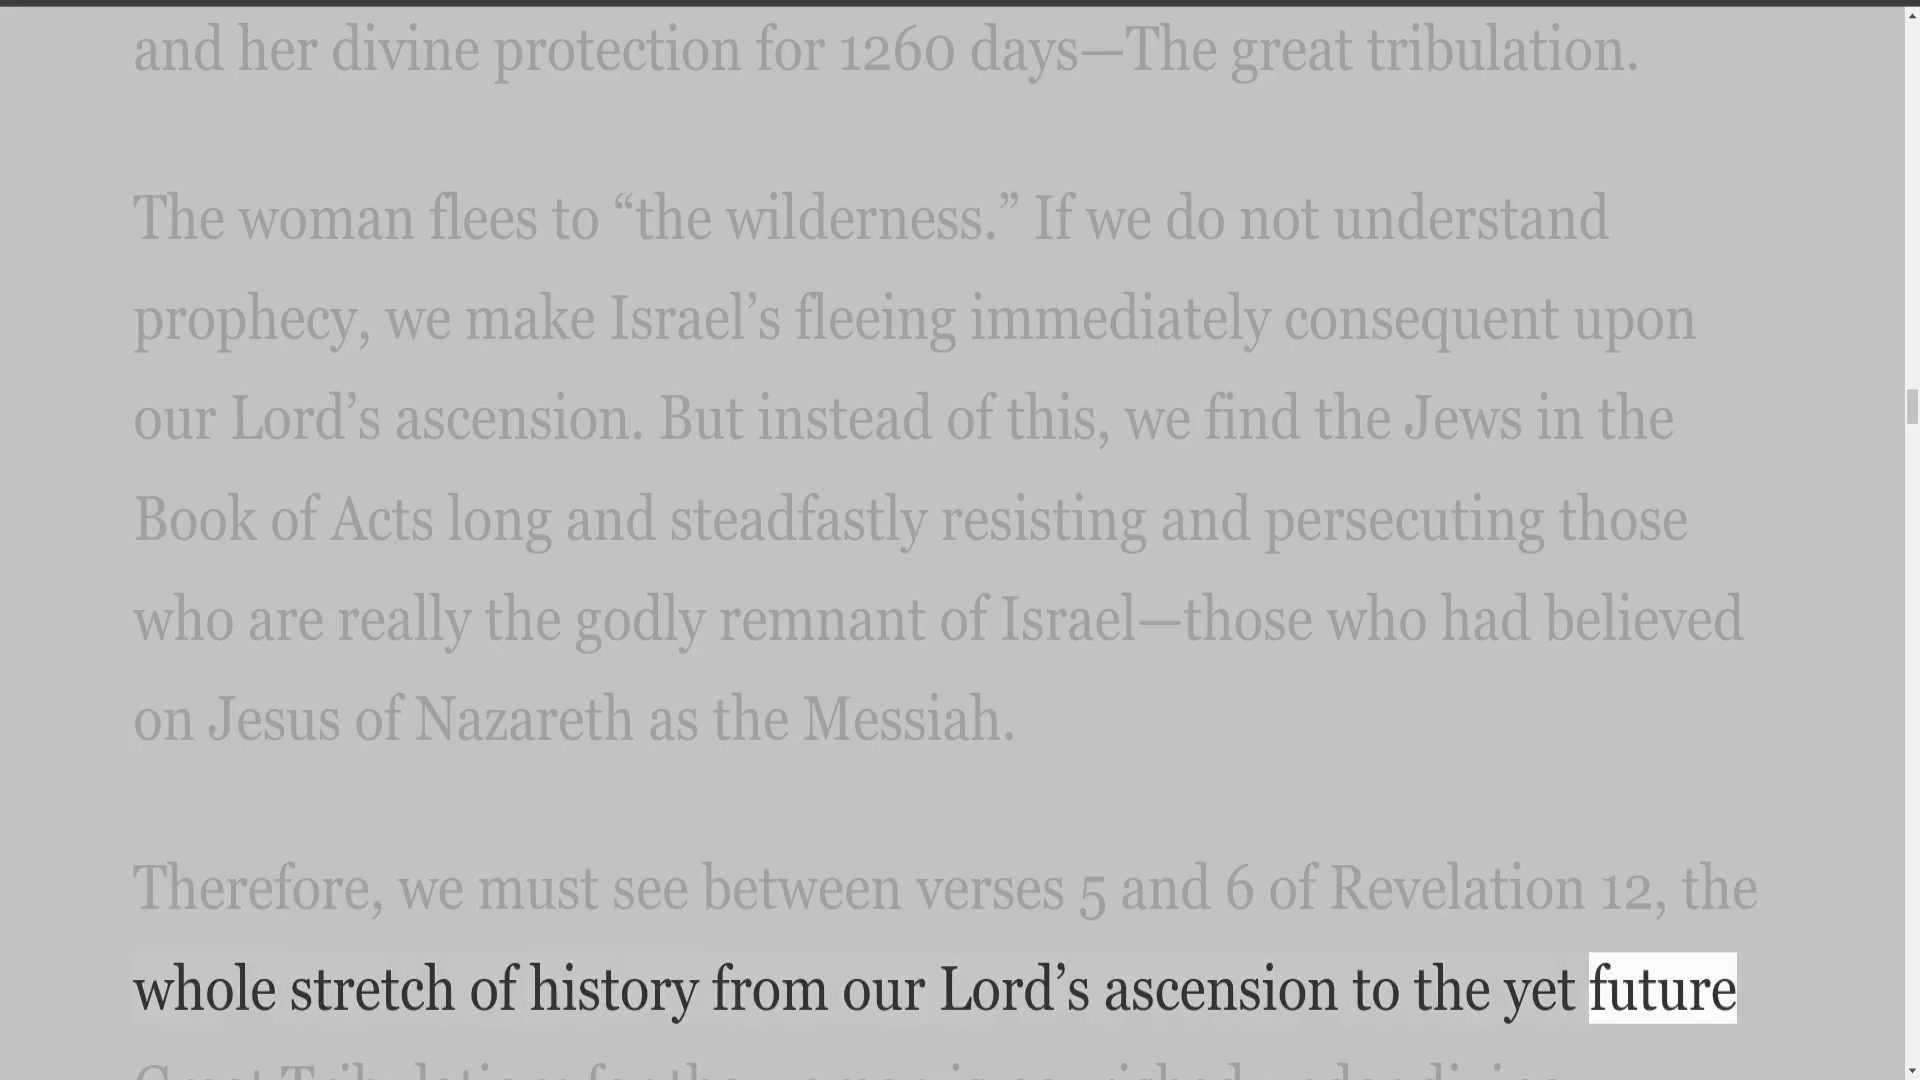 and her divine protection for 1260 days—The great tribulation.
The woman flees to “the wilderness.” If we do not understand
prophecy, we make Israel’s fleeing immediately consequent upon
our Lord’s ascension. But instead of this, we find the Jews in the
Book of Acts long and steadfastly resisting and persecuting those
who are really the godly remnant of Israel—those who had believed
on Jesus of Nazareth as the Messiah.
Therefore, we must see between verses 5 and 6 of Revelation 12, the
whole stretch of history from our Lord’s ascension to the yet future